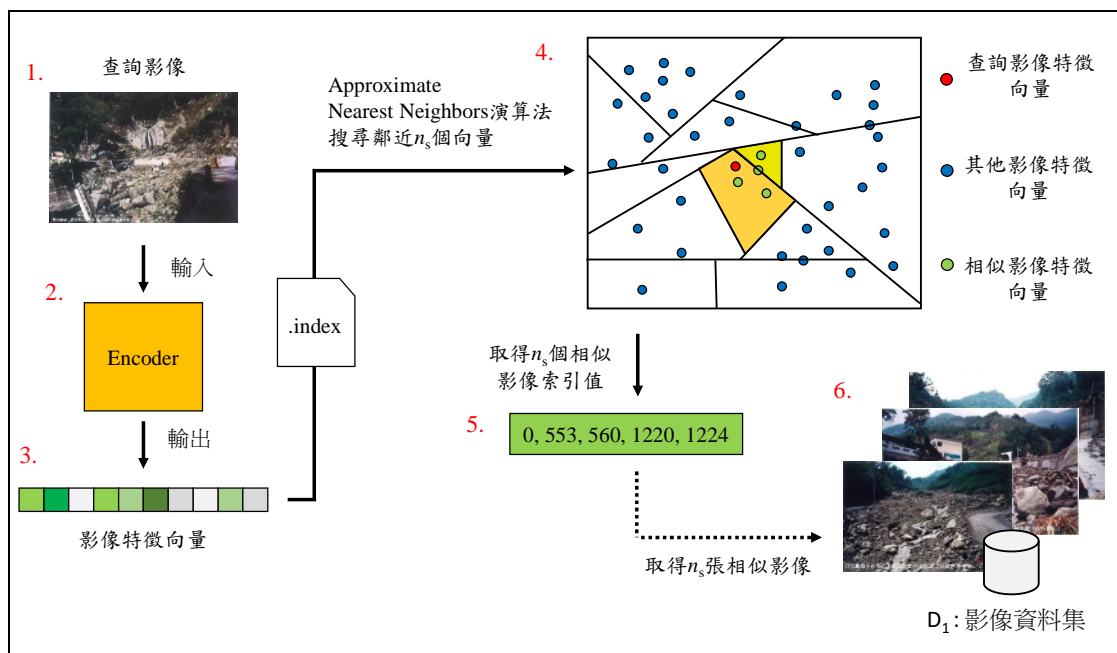 1.
查詢影像
輸入
2.
Encoder
輸出
3.
影像特徵向量
.index
Approximate
Nearest Neighbors演算法
搜尋鄰近nₛ個向量
4.
查詢影像特徵
向量
其他影像特徵
向量
相似影像特徵
向量
取得nₛ個相似
影像索引值
5.
0, 553, 560, 1220, 1224
取得nₛ張相似影像
6.
D₁:影像資料集